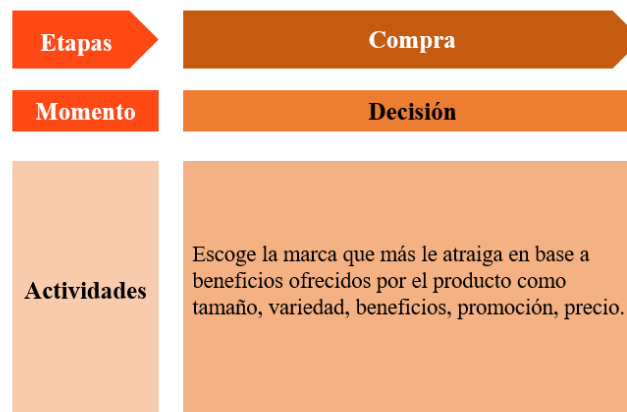 Etapas
Compra
Momento
Decisión
Actividades
Escoge la marca que más le atraiga en base a
beneficios ofrecidos por el producto como
tamaño, variedad, beneficios, promoción, precio.